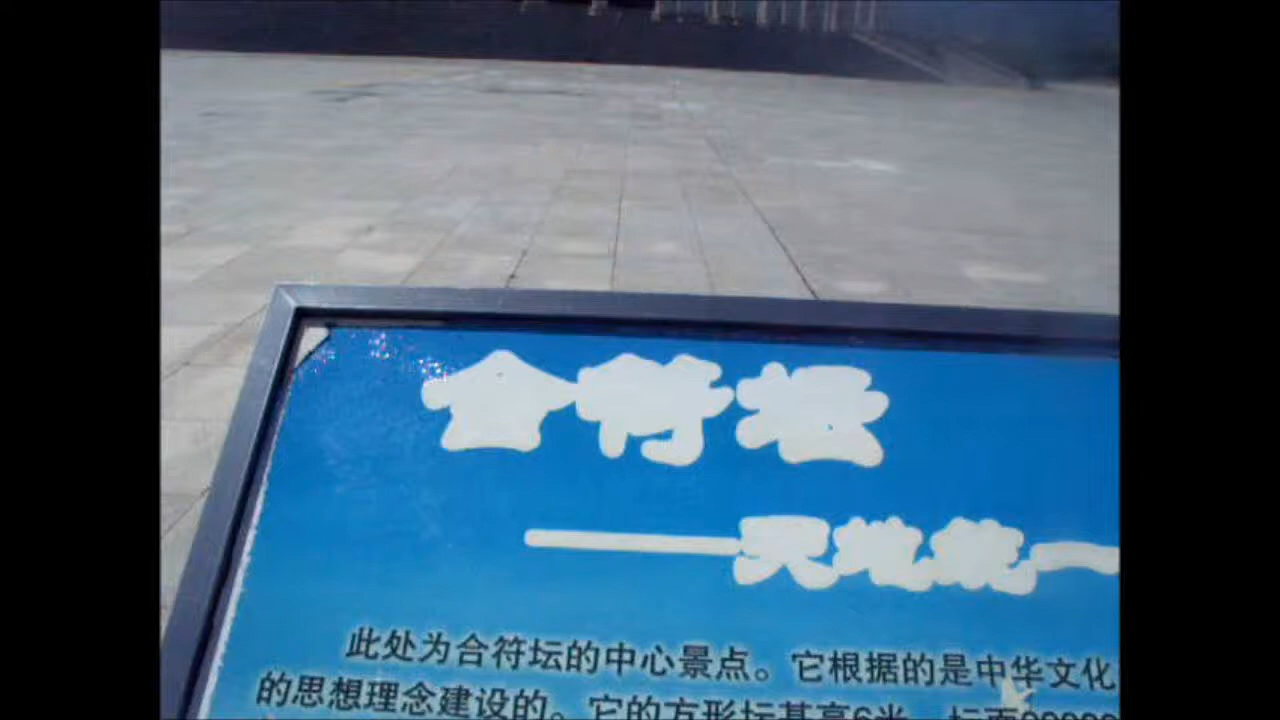 合符坛
——天地统一
此处为合符坛的中心景点。它根据的是中华文化
的思想理念建设的。它的方形坛基高6米，坛面